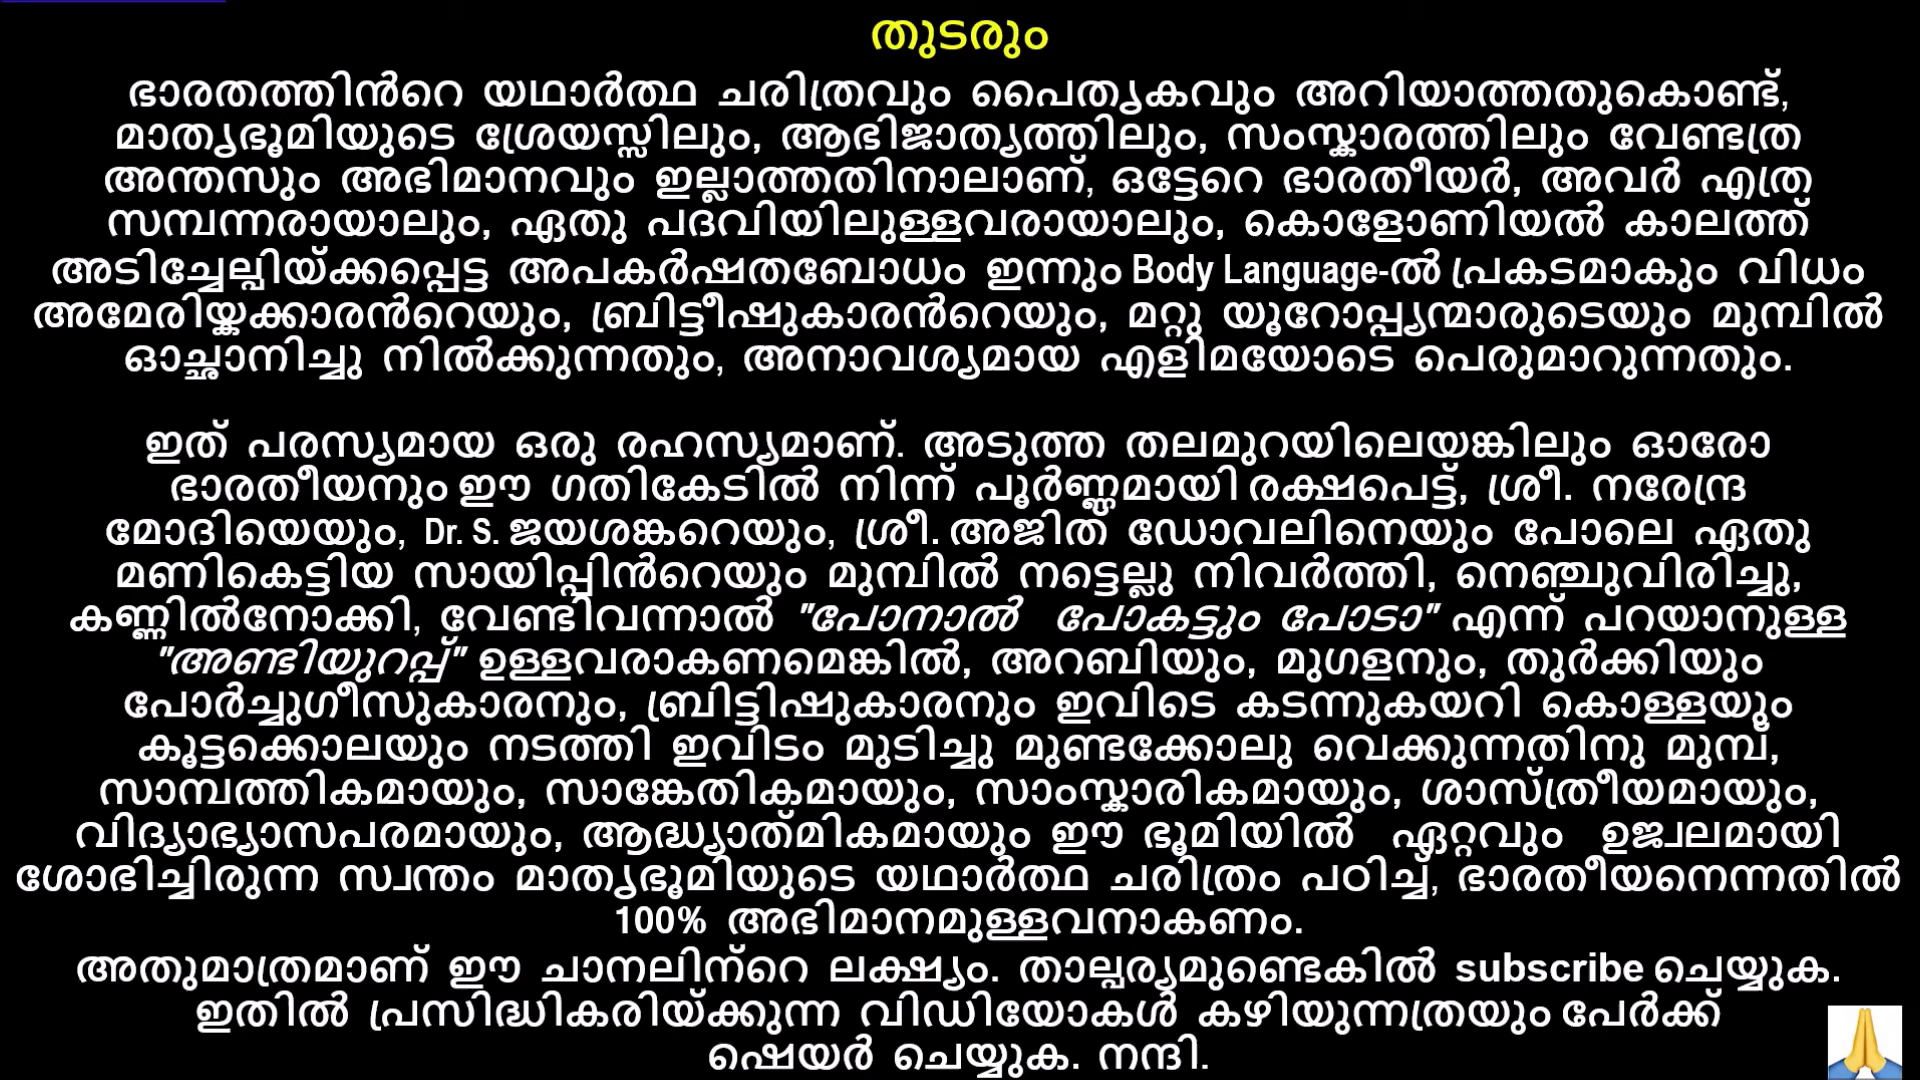 തുടരും
ഭാരതത്തിൻറെ യഥാർത്ഥ ചരിത്രവും പൈതൃകവും അറിയാത്തതുകൊണ്ട്,
മാതൃഭൂമിയുടെ ശ്രേയസ്സിലും, ആഭിജാത്യത്തിലും, സംസ്കാരത്തിലും വേണ്ടത്ര
അന്തസും അഭിമാനവും ഇല്ലാത്തതിനാലാണ്, ഒട്ടേറെ ഭാരതീയർ, അവർ എത്ര
സമ്പന്നരായാലും, ഏതു പദവിയിലുള്ളവരായാലും, കൊളോണിയൽ കാലത്ത്
അടിച്ചേല്പിയ്ക്കപ്പെട്ട അപകർഷതബോധം ഇന്നും Body Language-ൽ പ്രകടമാകും വിധം
അമേരിയ്ക്കക്കാരൻറെയും, ബ്രിട്ടീഷുകാരൻറെയും, മറ്റു യൂറോപ്പ്യന്മാരുടെയും മുമ്പിൽ
ഓച്ഛാനിച്ചു നിൽക്കുന്നതും, അനാവശ്യമായ എളിമയോടെ പെരുമാറുന്നതും.
ഇത് പരസ്യമായ ഒരു രഹസ്യമാണ്. അടുത്ത തലമുറയിലെയങ്കിലും ഓരോ
ഭാരതീയനും ഈ ഗതികേടിൽ നിന്ന് പൂർണ്ണമായി രക്ഷപെട്ട്, ശ്രീ. നരേന്ദ്ര
മോദിയെയും, Dr. S. ജയശങ്കറെയും, ശ്രീ. അജിത് ഡോവലിനെയും പോലെ ഏതു
മണികെട്ടിയ സായിപ്പിൻറെയും മുമ്പിൽ നട്ടെല്ലു നിവർത്തി, നെഞ്ചുവിരിച്ചു,
കണ്ണിൽനോക്കി, വേണ്ടിവന്നാൽ "പോനാൽ പോകട്ടും പോടാ" എന്ന് പറയാനുള്ള
"അണ്ടിയുറപ്പ്" ഉള്ളവരാകണമെങ്കിൽ, അറബിയും, മുഗളനും, തുർക്കിയും
പോർച്ചുഗീസുകാരനും, ബ്രിട്ടിഷുകാരനും ഇവിടെ കടന്നുകയറി കൊള്ളയും
കൂട്ടക്കൊലയും നടത്തി ഇവിടം മുടിച്ചു മുണ്ടക്കോലു വെക്കുന്നതിനു മുമ്പ്,
സാമ്പത്തികമായും, സാങ്കേതികമായും, സാംസ്കാരികമായും, ശാസ്ത്രീയമായും,
വിദ്യാഭ്യാസപരമായും, ആദ്ധ്യാത്മികമായും ഈ ഭൂമിയിൽ ഏറ്റവും ഉജ്വലമായി
ശോഭിച്ചിരുന്ന സ്വന്തം മാതൃഭൂമിയുടെ യഥാർത്ഥ ചരിത്രം പഠിച്ച്, ഭാരതീയനെന്നതിൽ
100% അഭിമാനമുള്ളവനാകണം.
അതുമാത്രമാണ് ഈ ചാനലിന്റെ ലക്ഷ്യം. താല്പര്യമുണ്ടെകിൽ subscribe ചെയ്യുക.
ഇതിൽ പ്രസിദ്ധികരിയ്ക്കുന്ന വിഡിയോകൾ കഴിയുന്നത്രയും പേർക്ക്
ഷെയർ ചെയ്യുക. നന്ദി.